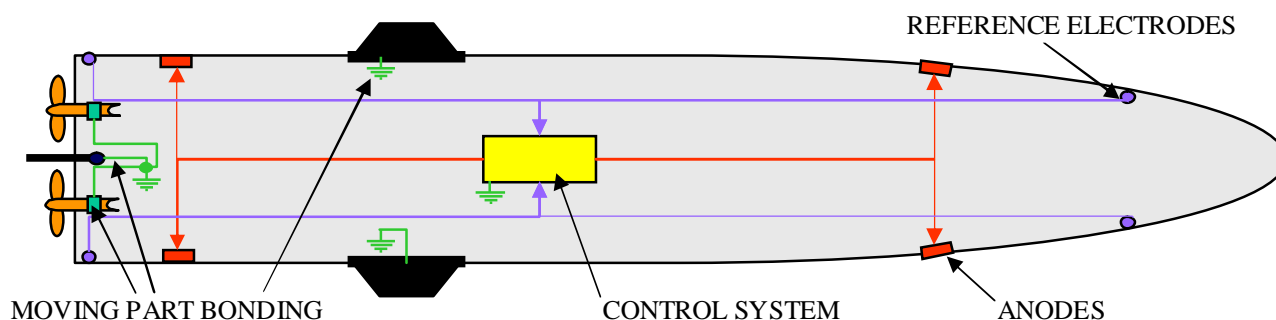 REFERENCE ELECTRODES
MOVING PART BONDING
CONTROL SYSTEM
ANODES